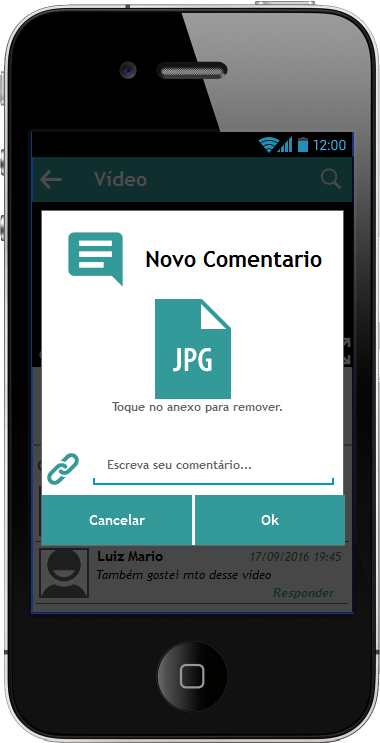 12:00
Vídeo
Novo Comentario
JPG
Toque no anexo para remover.
Escreva seu comentário...
Cancelar
Ok
Luiz Mario
17/09/2016 19:45
Também gostei mto desse vídeo
Responder